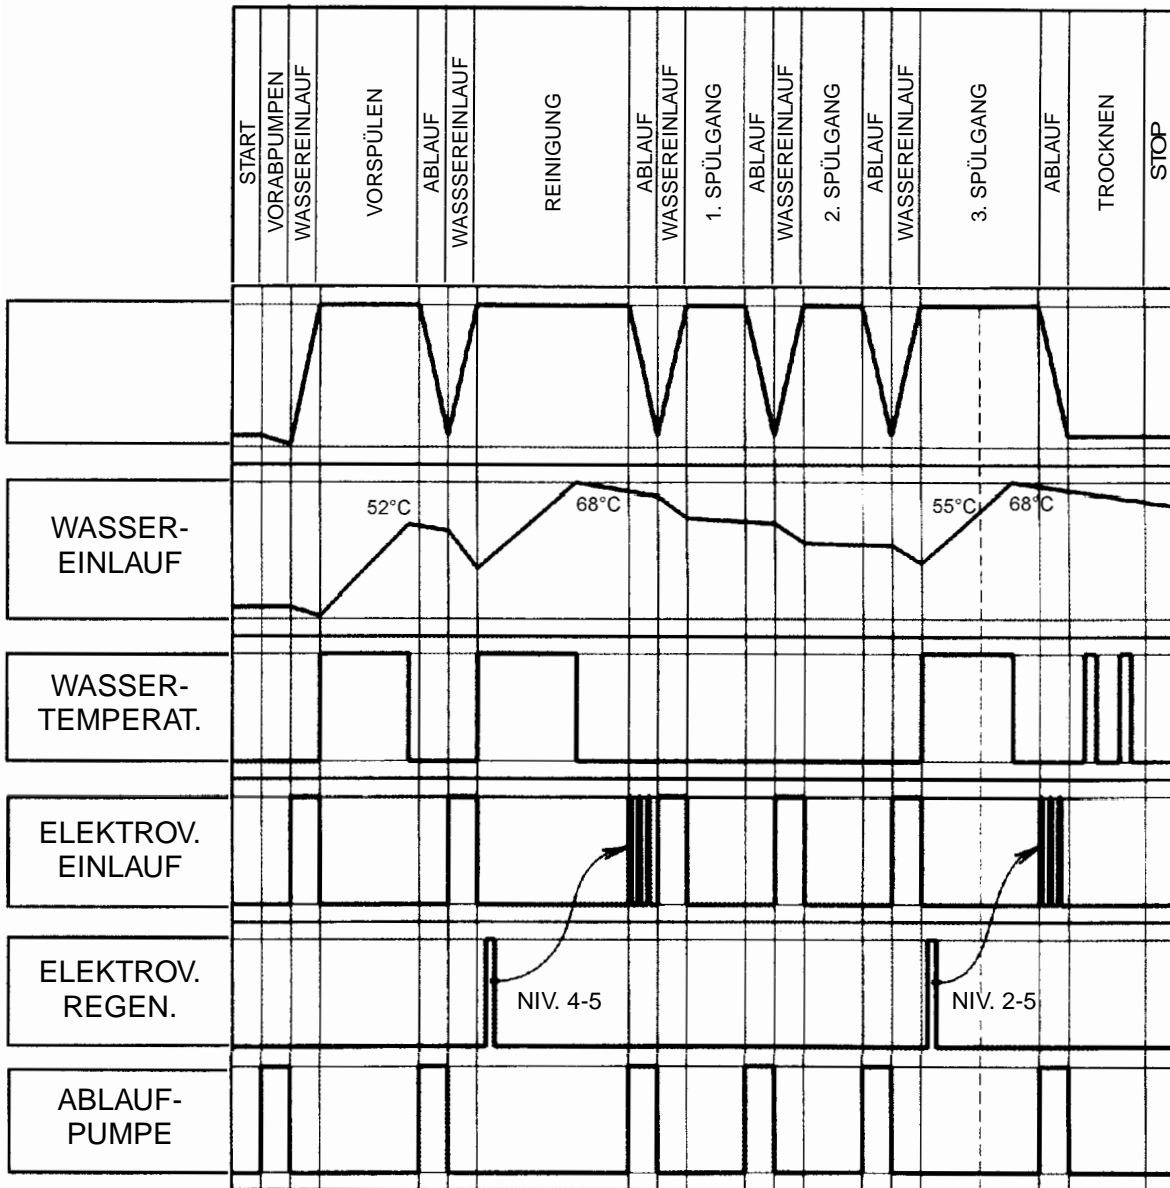 START
VORABPUMPEN
WASSEREINLAUF
VORSPÜLEN
ABLAUF
WASSEREINLAUF
REINIGUNG
ABLAUF
WASSEREINLAUF
1. SPÜLGANG
ABLAUF
WASSEREINLAUF
2. SPÜLGANG
ABLAUF
WASSEREINLAUF
3. SPÜLGANG
ABLAUF
TROCKNEN
STOP
WASSER-
EINLAUF
52°C
68°C
55°C
68°C
WASSER-
TEMPERAT.
ELEKTROV.
EINLAUF
ELEKTROV.
REGEN.
NIV. 4-5
NIV. 2-5
ABLAUF-
PUMPE